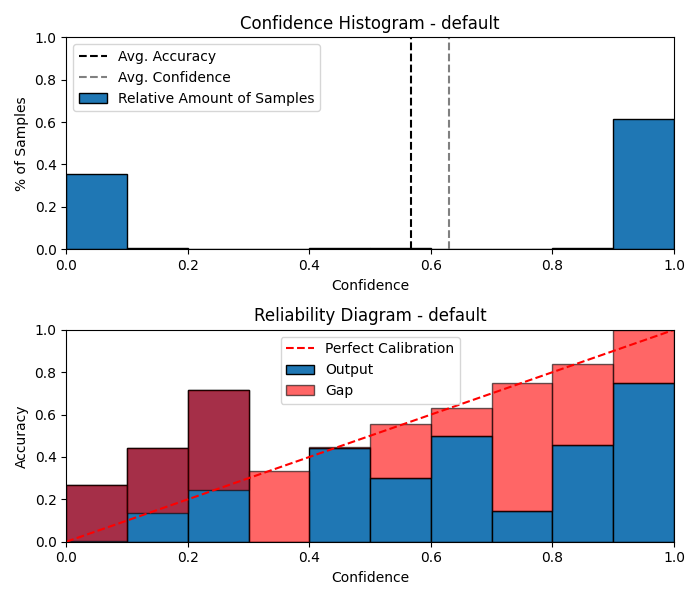 Confidence Histogram - default
1.0
0.8
0.6
0.4
0.2
0.0
% of Samples
Avg. Accuracy
Avg. Confidence
Relative Amount of Samples
0.0 0.2 0.4 0.6 0.8 1.0
Confidence
Reliability Diagram - default
1.0
0.8
0.6
0.4
0.2
0.0
Accuracy
Perfect Calibration
Output
Gap
0.0 0.2 0.4 0.6 0.8 1.0
Confidence